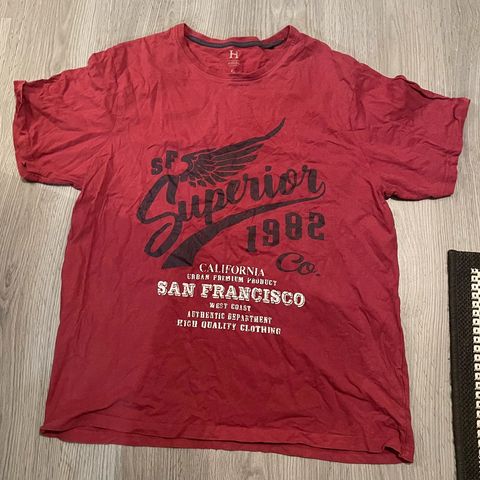 H
SF
Superior
1982
Co.
CALIFORNIA
URBAN PREMIUM PRODUCT
SAN FRANCISCO
WEST COAST
AUTHENTIC DEPARTMENT
HIGH QUALITY CLOTHING